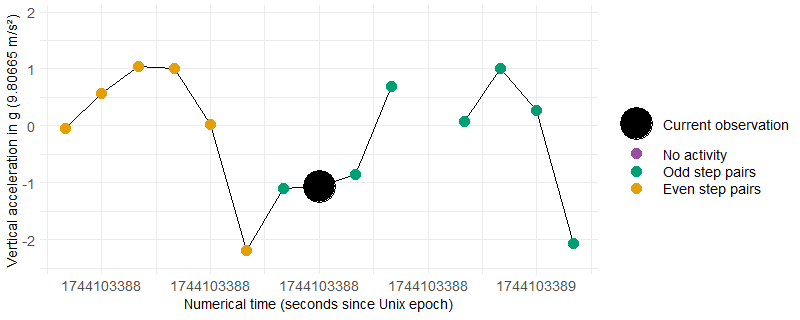 Vertical acceleration in g (9.80665 m/s²)
2
1
0
-1
-2
1744103388
1744103388
1744103388
1744103388
1744103389
Numerical time (seconds since Unix epoch)
Current observation
No activity
Odd step pairs
Even step pairs